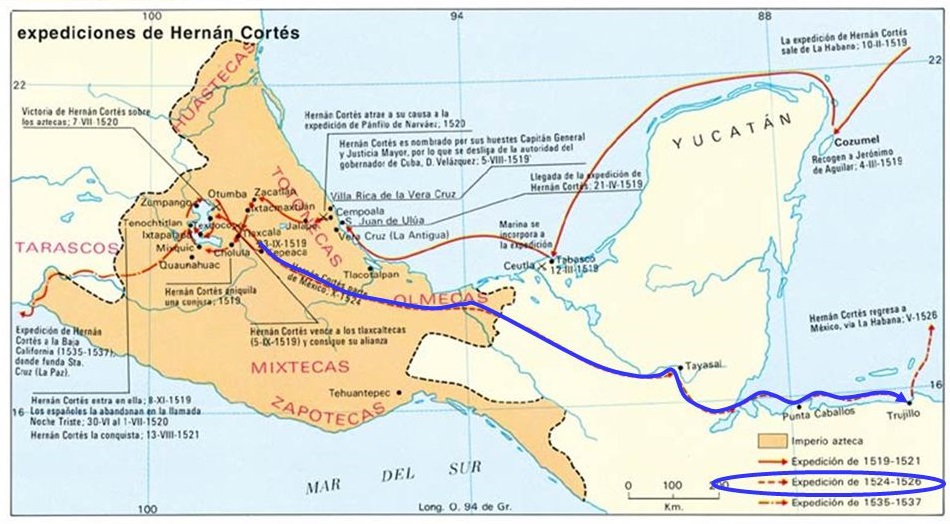 100
94
88
expediciones de Hernán Cortés
La expedición de Hernán Cortés
sale de La Habana; 10-II-1519
22
22
HUASTECAS
Victoria de Hernán Cortés sobre
los aztecas; 7-VII-1520
Hernán Cortés atrae a su causa a la
expedición de Pánfilo de Narváez; 1520
Hernán Cortés es nombrado por sus huestes Capitán General
y Justicia Mayor, por lo que se desliga de la autoridad del
gobernador de Cuba, D. Velázquez; 5-VIII-1519
Llegada de la expedición de
Hernán Cortés; 21-IV-1519
YUCATÁN
Cozumel
Recogen a Jerónimo
de Aguilar; 4-III-1519
TOTONECAS
Otumba
Zacatlán
Zumpango
Ixtacmaxtitlán
Villa Rica de la Vera Cruz
Cempoala
S. Juan de Ulúa
Vera Cruz (La Antigua)
Jalapa
Tenochtitlan
Texcoco
Ixtapalapa
Tlaxcala
Mixquic
Cholula
Tepeaca
Quaunahuac
Marina se
incorpora a
la expedición
Ceutla
Tabasco
12-III-1519
TARASCOS
Tlacotalpan
Hernán Cortés parte
de México, X-1524
OLMECAS
Hernán Cortés aniquila
una conjura; 1519
Hernán Cortés vence a los tlaxcaltecas
(5-IX-1519) y consigue su alianza
Hernán Cortés regresa a
México, vía La Habana; V-1526
Expedición de Hernán
Cortés a la Baja
California (1535-1537),
donde funda Sta.
Cruz (La Paz).
MIXTECAS
Tayasal
Tehuantepec
ZAPOTECAS
16
16
Punta Caballos
Trujillo
Hernán Cortés entra en ella; 8-XI-1519
Los españoles la abandonan en la llamada
Noche Triste; 30-VI al 1-VII-1520
Hernán Cortés la conquista; 13-VIII-1521
Imperio azteca
Expedición de 1519-1521
Expedición de 1524-1526
Expedición de 1535-1537
MAR DEL SUR
0 100 200
Km.
100
Long. O. 94 de Gr.